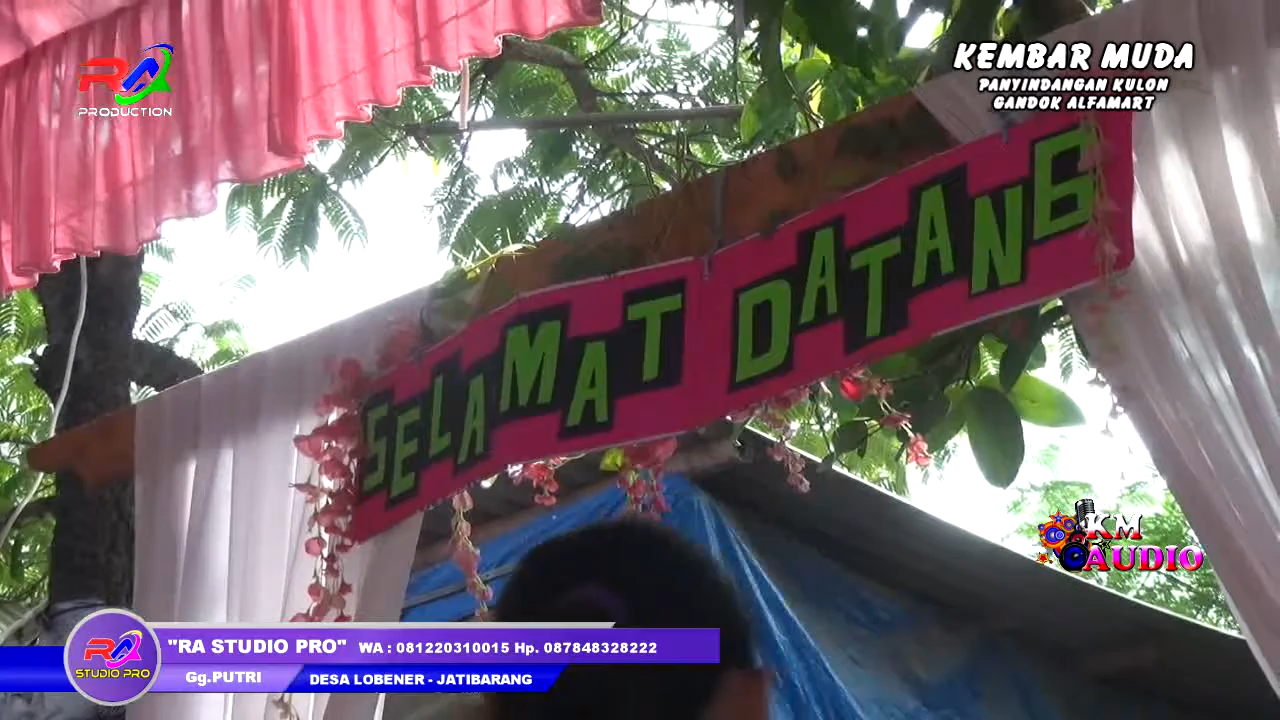 RA
PRODUCTION
KEMBAR MUDA
PANYINDANGAN KULON
GANDOK ALFAMART
SELAMAT DATANG
KM
AUDIO
RA
STUDIO PRO
"RA STUDIO PRO" WA : 081220310015 Hp. 087848328222
Gg.PUTRI
DESA LOBENER - JATIBARANG